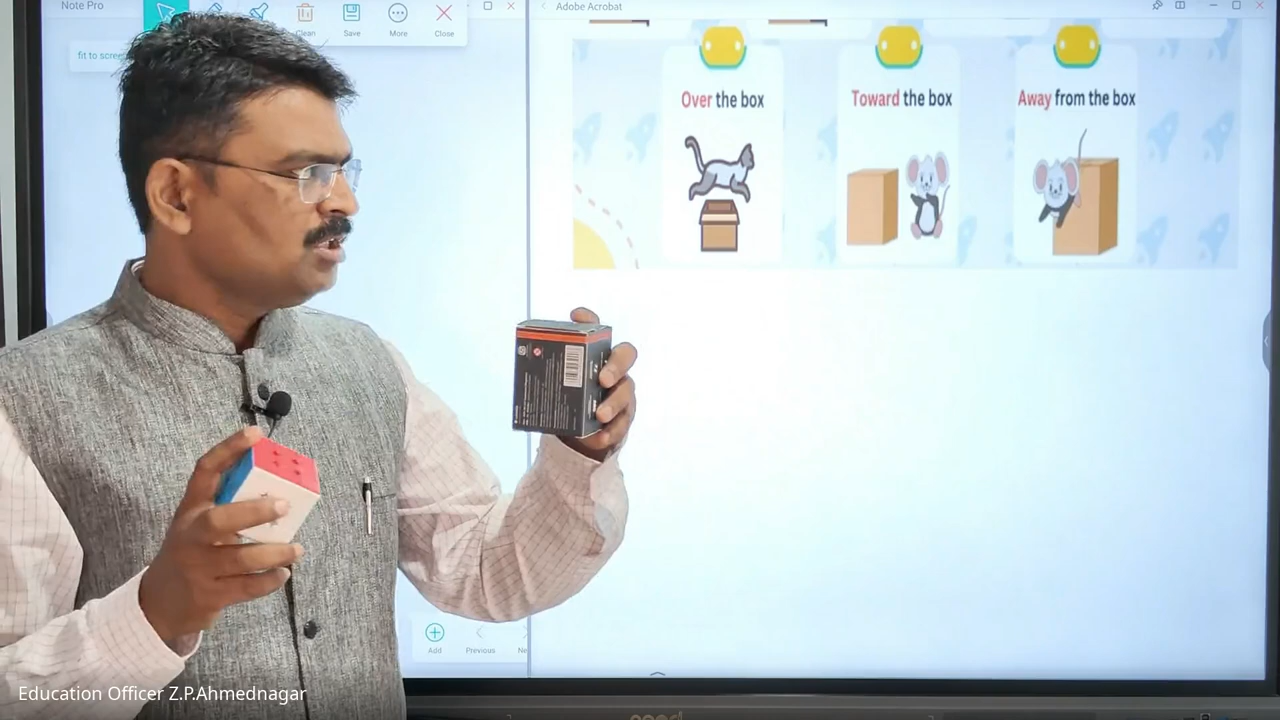 Note Pro
Adobe Acrobat
Clean
Save
More
Close
fit to screen
Over the box
Toward the box
Away from the box
Add
Previous
Education Officer Z.P.Ahmednagar